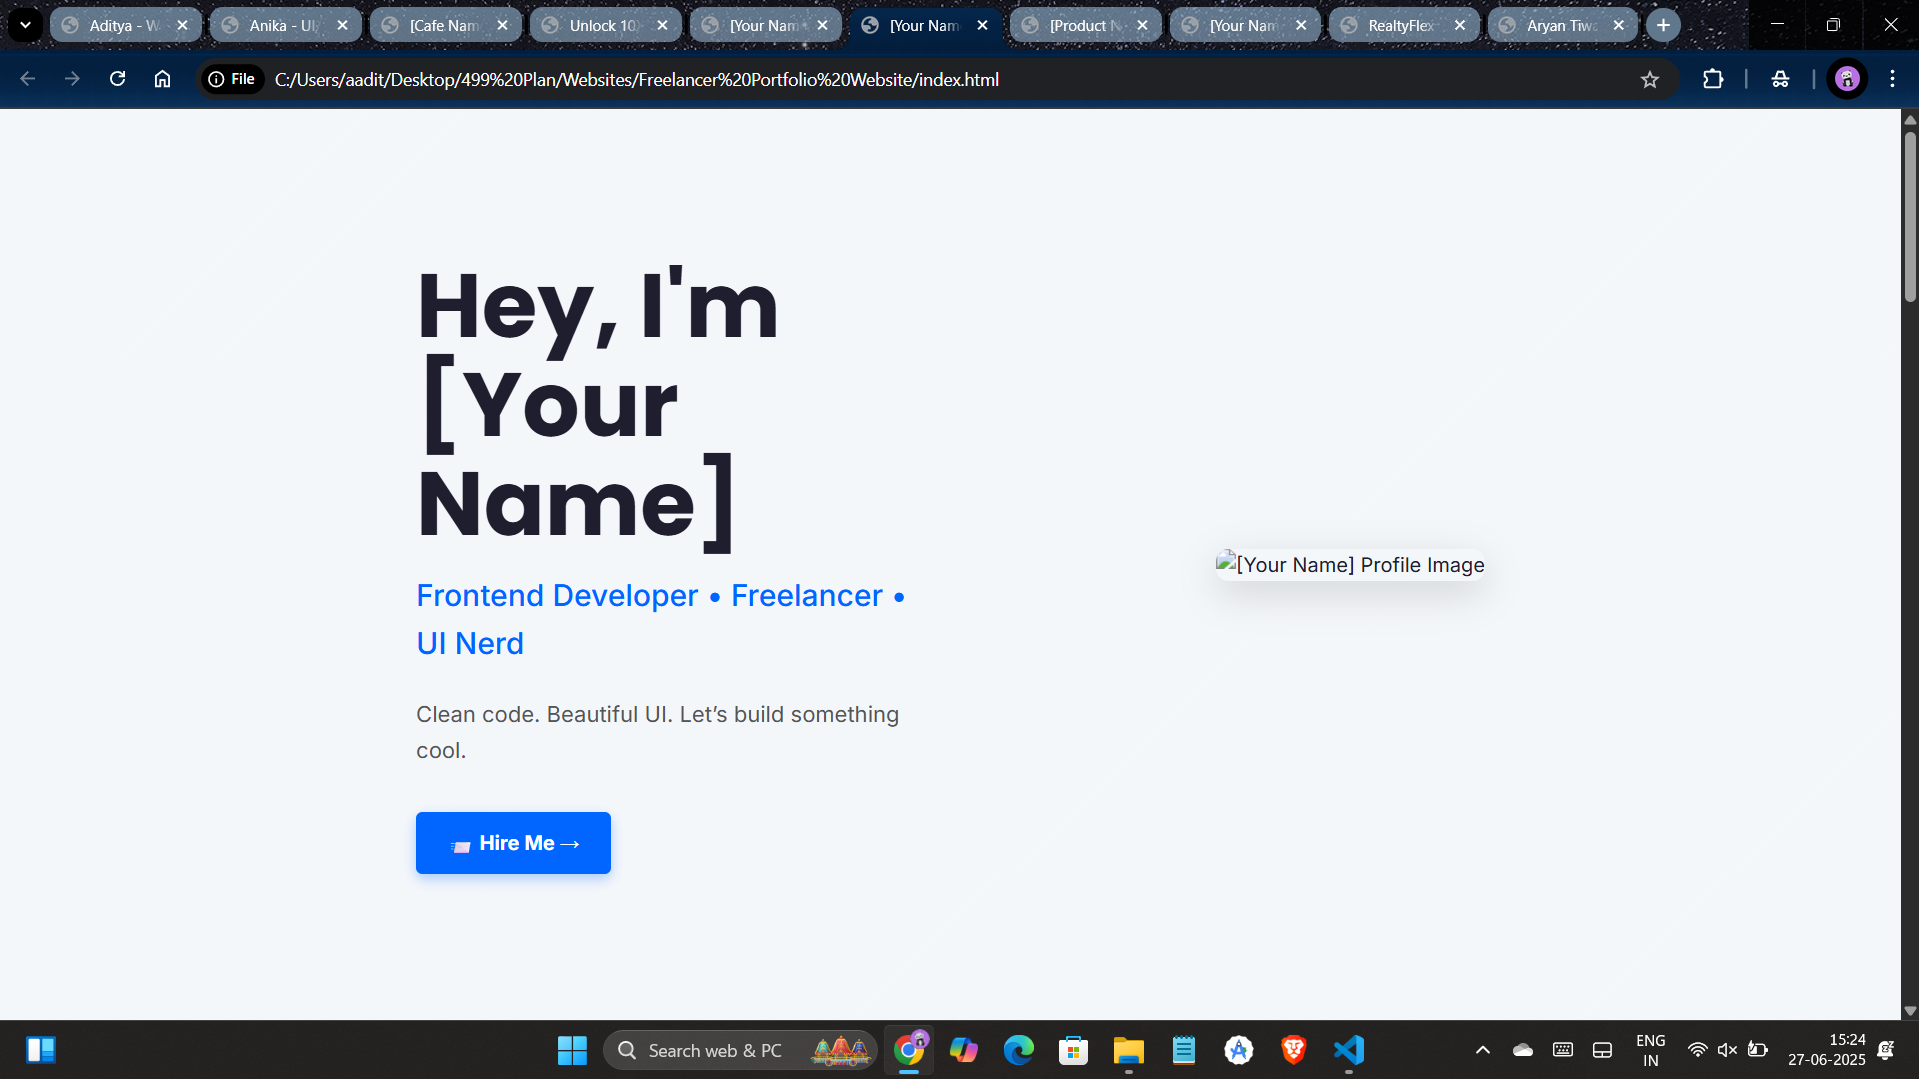 Aditya - W
Anika - UI
[Cafe Nam
Unlock 10
[Your Nam
[Your Nam
[Product N
[Your Nam
RealtyFlex
Aryan Tiwa
File
C:/Users/aadit/Desktop/499%20Plan/Websites/Freelancer%20Portfolio%20Website/index.html
Hey, I'm
[Your
Name]
Frontend Developer • Freelancer •
UI Nerd
Clean code. Beautiful UI. Let’s build something
cool.
Hire Me →
[Your Name] Profile Image
Search web & PC
ENG
IN
15:24
27-06-2025